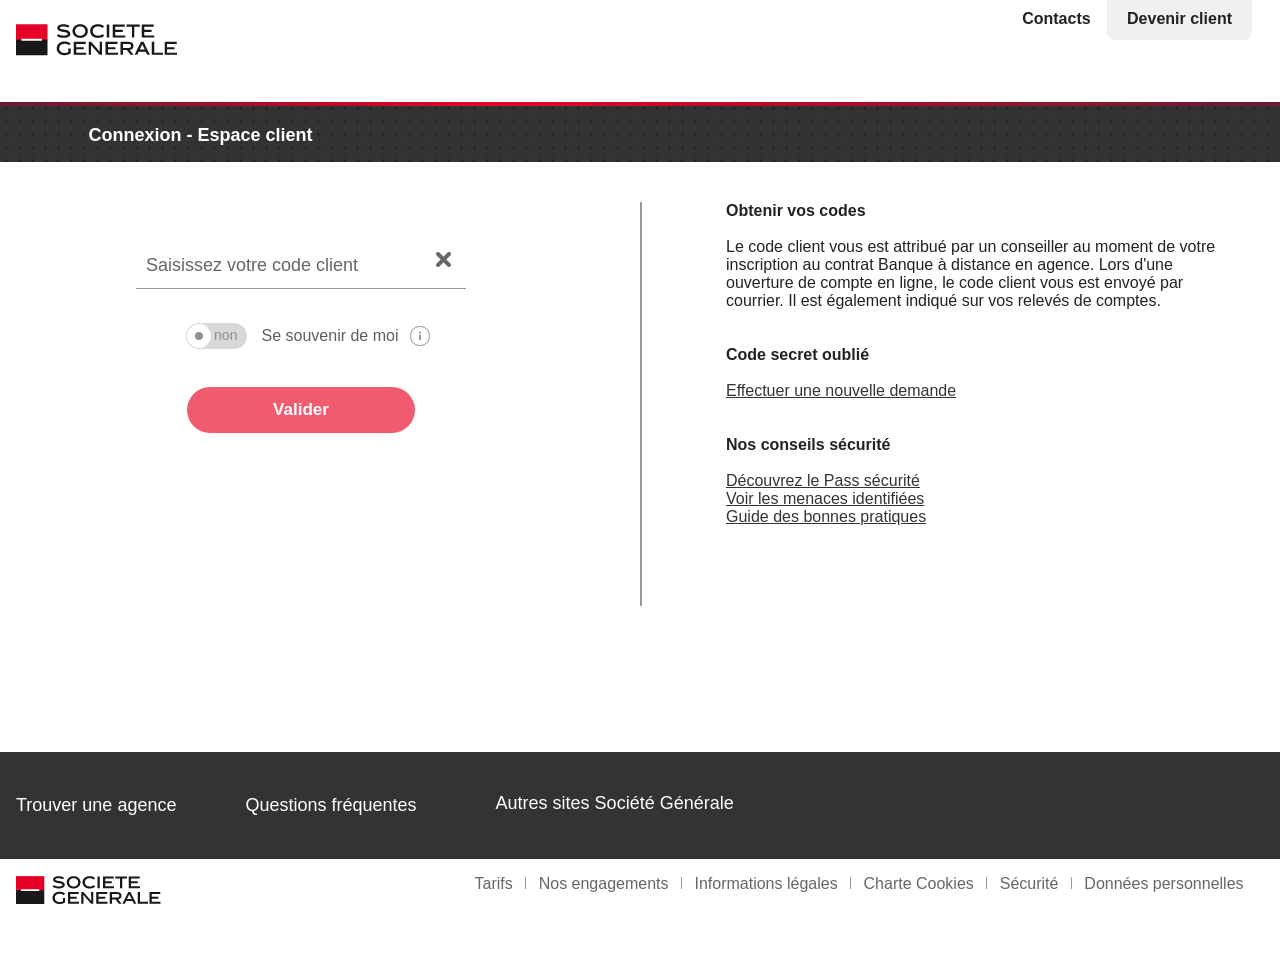 SOCIETE
GENERALE
Contacts
Devenir client
Connexion - Espace client
Saisissez votre code client
non
Se souvenir de moi
Valider
Obtenir vos codes
Le code client vous est attribué par un conseiller au moment de votre
inscription au contrat Banque à distance en agence. Lors d'une
ouverture de compte en ligne, le code client vous est envoyé par
courrier. Il est également indiqué sur vos relevés de comptes.
Code secret oublié
Effectuer une nouvelle demande
Nos conseils sécurité
Découvrez le Pass sécurité
Voir les menaces identifiées
Guide des bonnes pratiques
Trouver une agence
Questions fréquentes
Autres sites Société Générale
SOCIETE
GENERALE
Tarifs
Nos engagements
Informations légales
Charte Cookies
Sécurité
Données personnelles